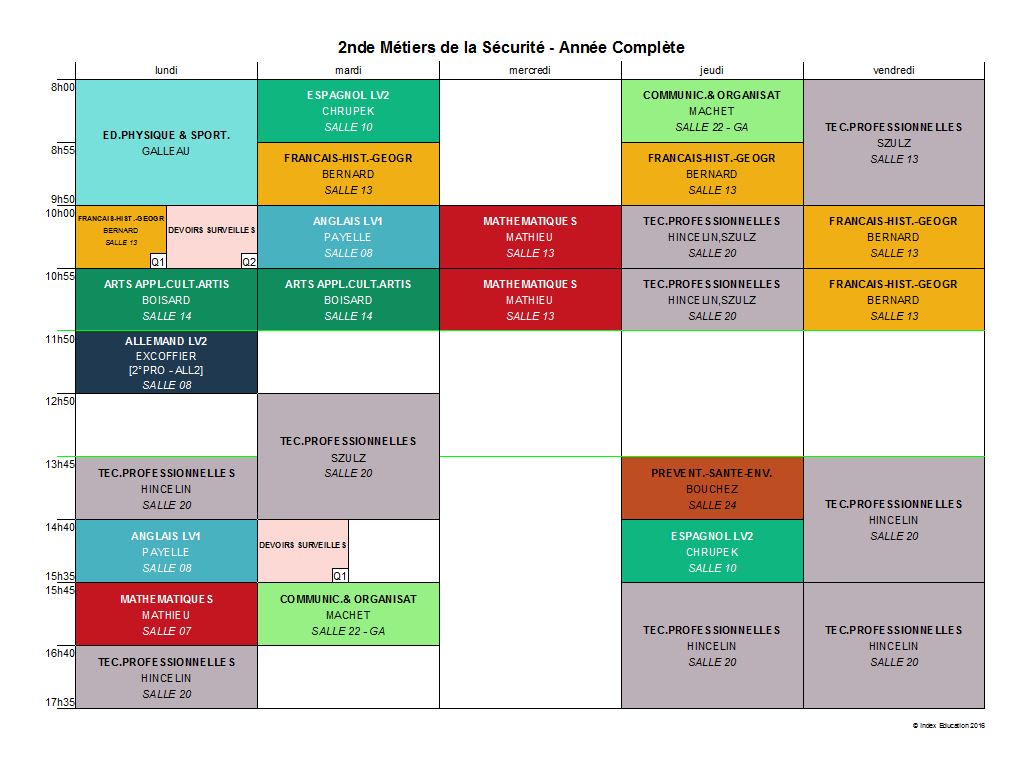 2nde Métiers de la Sécurité - Année Complète
lundi
mardi
mercredi
jeudi
vendredi
8h00
8h55
9h50
10h00
10h55
11h50
12h50
13h45
14h40
15h35
15h45
16h40
17h35
ED.PHYSIQUE & SPORT.
GALLEAU
FRANCAIS-HIST.-GEOGR
BERNARD
SALLE 13
Q1
DEVOIRS SURVEILLES
Q2
ARTS APPL.CULT.ARTIS
BOISARD
SALLE 14
ALLEMAND LV2
EXCOFFIER
[2°PRO - ALL2]
SALLE 08
TEC.PROFESSIONNELLES
HINCELIN
SALLE 20
ANGLAIS LV1
PAYELLE
SALLE 08
MATHEMATIQUES
MATHIEU
SALLE 07
TEC.PROFESSIONNELLES
HINCELIN
SALLE 20
ESPAGNOL LV2
CHRUPEK
SALLE 10
FRANCAIS-HIST.-GEOGR
BERNARD
SALLE 13
ANGLAIS LV1
PAYELLE
SALLE 08
ARTS APPL.CULT.ARTIS
BOISARD
SALLE 14
TEC.PROFESSIONNELLES
SZULZ
SALLE 20
DEVOIRS SURVEILLES
Q1
COMMUNIC.& ORGANISAT
MACHET
SALLE 22 - GA
MATHEMATIQUES
MATHIEU
SALLE 13
MATHEMATIQUES
MATHIEU
SALLE 13
COMMUNIC.& ORGANISAT
MACHET
SALLE 22 - GA
FRANCAIS-HIST.-GEOGR
BERNARD
SALLE 13
TEC.PROFESSIONNELLES
HINCELIN,SZULZ
SALLE 20
TEC.PROFESSIONNELLES
HINCELIN,SZULZ
SALLE 20
PREVENT.-SANTE-ENV.
BOUCHEZ
SALLE 24
ESPAGNOL LV2
CHRUPEK
SALLE 10
TEC.PROFESSIONNELLES
HINCELIN
SALLE 20
TEC.PROFESSIONNELLES
SZULZ
SALLE 13
FRANCAIS-HIST.-GEOGR
BERNARD
SALLE 13
FRANCAIS-HIST.-GEOGR
BERNARD
SALLE 13
TEC.PROFESSIONNELLES
HINCELIN
SALLE 20
TEC.PROFESSIONNELLES
HINCELIN
SALLE 20
© Index Education 2016